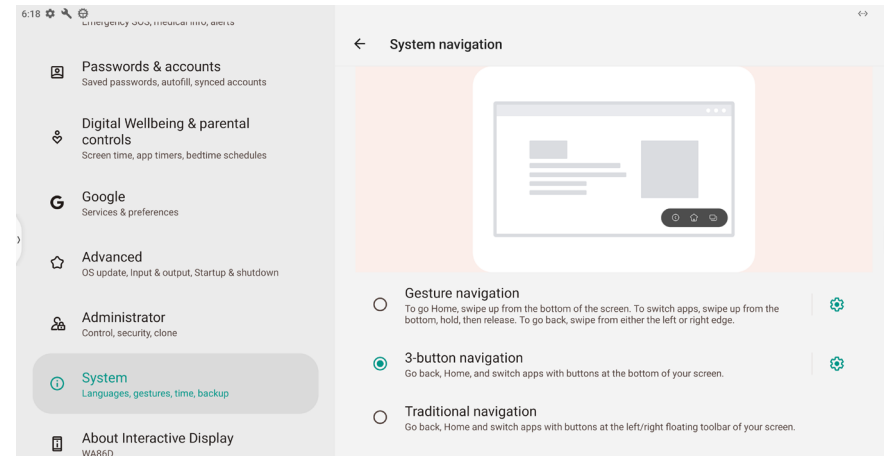 6:18
Emergency SOS, medical info, alerts
System navigation
Passwords & accounts
Saved passwords, autofill, synced accounts
Digital Wellbeing & parental
controls
Screen time, app timers, bedtime schedules
Google
Services & preferences
Advanced
OS update, Input & output, Startup & shutdown
Administrator
Control, security, clone
System
Languages, gestures, time, backup
About Interactive Display
WA86D
Gesture navigation
To go Home, swipe up from the bottom of the screen. To switch apps, swipe up from the
bottom, hold, then release. To go back, swipe from either the left or right edge.
3-button navigation
Go back, Home, and switch apps with buttons at the bottom of your screen.
Traditional navigation
Go back, Home and switch apps with buttons at the left/right floating toolbar of your screen.